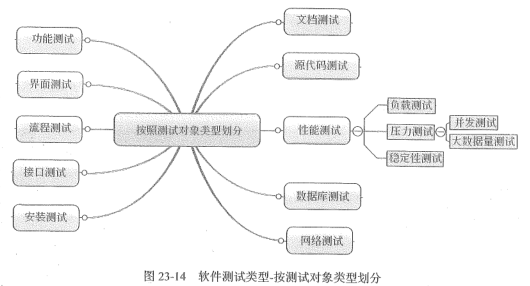 功能测试
界面测试
流程测试
接口测试
安装测试
按照测试对象类型划分
文档测试
源代码测试
性能测试
负载测试
压力测试
并发测试
大数据量测试
稳定性测试
数据库测试
网络测试
图 23-14 软件测试类型-按测试对象类型划分